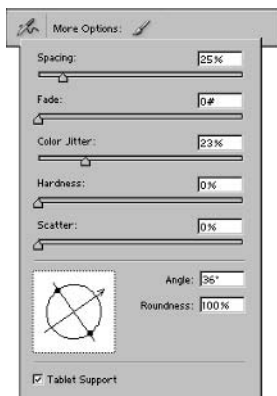 More Options:
Spacing: 25%
Fade: 0#
Color Jitter: 23%
Hardness: 0%
Scatter: 0%
Angle: 36°
Roundness: 100%
Tablet Support